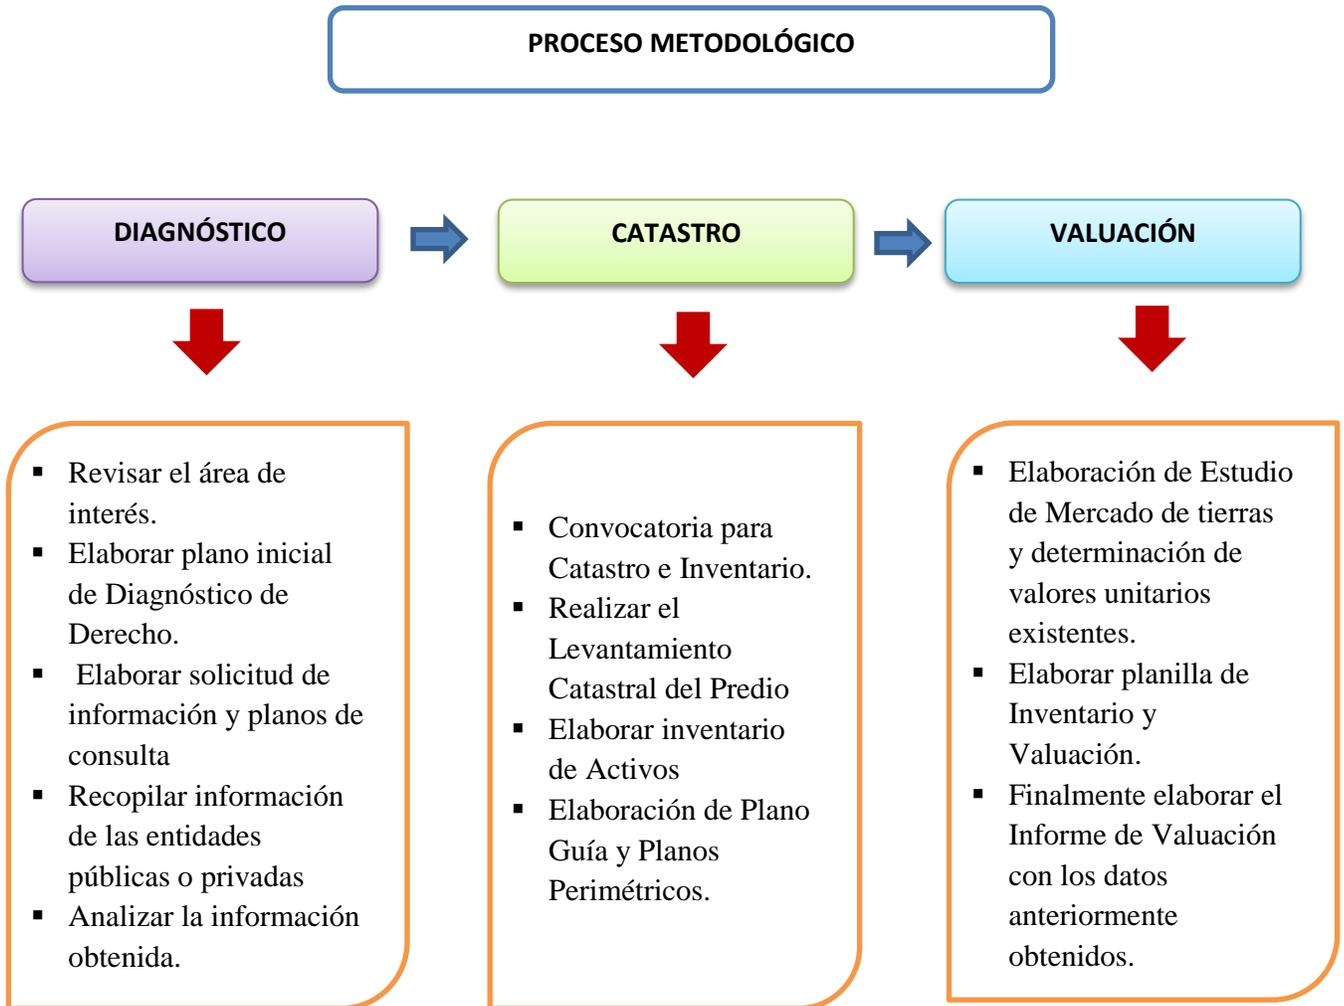 PROCESO METODOLÓGICO
DIAGNÓSTICO
CATASTRO
VALUACIÓN
▪ Revisar el área de
interés.
▪ Elaborar plano inicial
de Diagnóstico de
Derecho.
▪ Elaborar solicitud de
información y planos de
consulta
▪ Recopilar información
de las entidades
públicas o privadas
▪ Analizar la información
obtenida.
▪ Convocatoria para
Catastro e Inventario.
▪ Realizar el
Levantamiento
Catastral del Predio
▪ Elaborar inventario
de Activos
▪ Elaboración de Plano
Guía y Planos
Perimétricos.
▪ Elaboración de Estudio
de Mercado de tierras
y determinación de
valores unitarios
existentes.
▪ Elaborar planilla de
Inventario y
Valuación.
▪ Finalmente elaborar el
Informe de Valuación
con los datos
anteriormente
obtenidos.